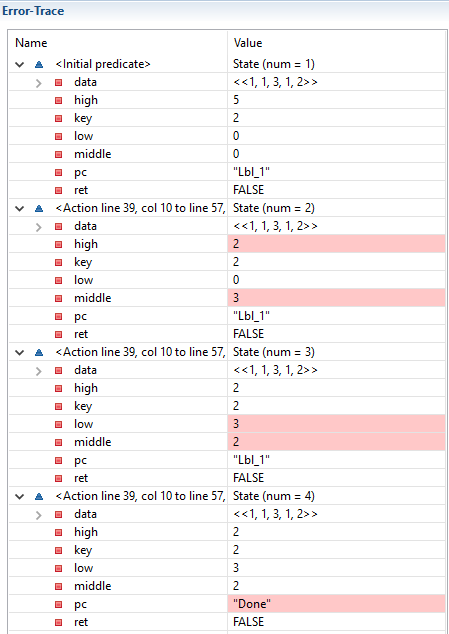 Error-Trace
Name Value
<Initial predicate> State (num = 1)
data <<1, 1, 3, 1, 2>>
high 5
key 2
low 0
middle 0
pc "Lbl_1"
ret FALSE
<Action line 39, col 10 to line 57, State (num = 2)
data <<1, 1, 3, 1, 2>>
high 2
key 2
low 0
middle 3
pc "Lbl_1"
ret FALSE
<Action line 39, col 10 to line 57, State (num = 3)
data <<1, 1, 3, 1, 2>>
high 2
key 2
low 3
middle 2
pc "Lbl_1"
ret FALSE
<Action line 39, col 10 to line 57, State (num = 4)
data <<1, 1, 3, 1, 2>>
high 2
key 2
low 3
middle 2
pc "Done"
ret FALSE